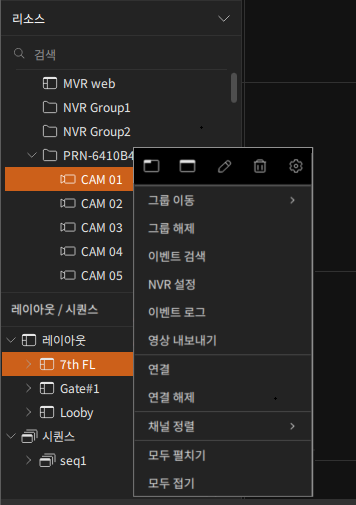 리소스
검색
MVR web
NVR Group1
NVR Group2
PRN-6410B4
CAM 01
CAM 02
CAM 03
CAM 04
CAM 05
그룹 이동
그룹 해제
이벤트 검색
NVR 설정
이벤트 로그
영상 내보내기
연결
연결 해제
채널 정렬
모두 펼치기
모두 접기
레이아웃 / 시퀀스
레이아웃
7th FL
Gate#1
Looby
시퀀스
seq1